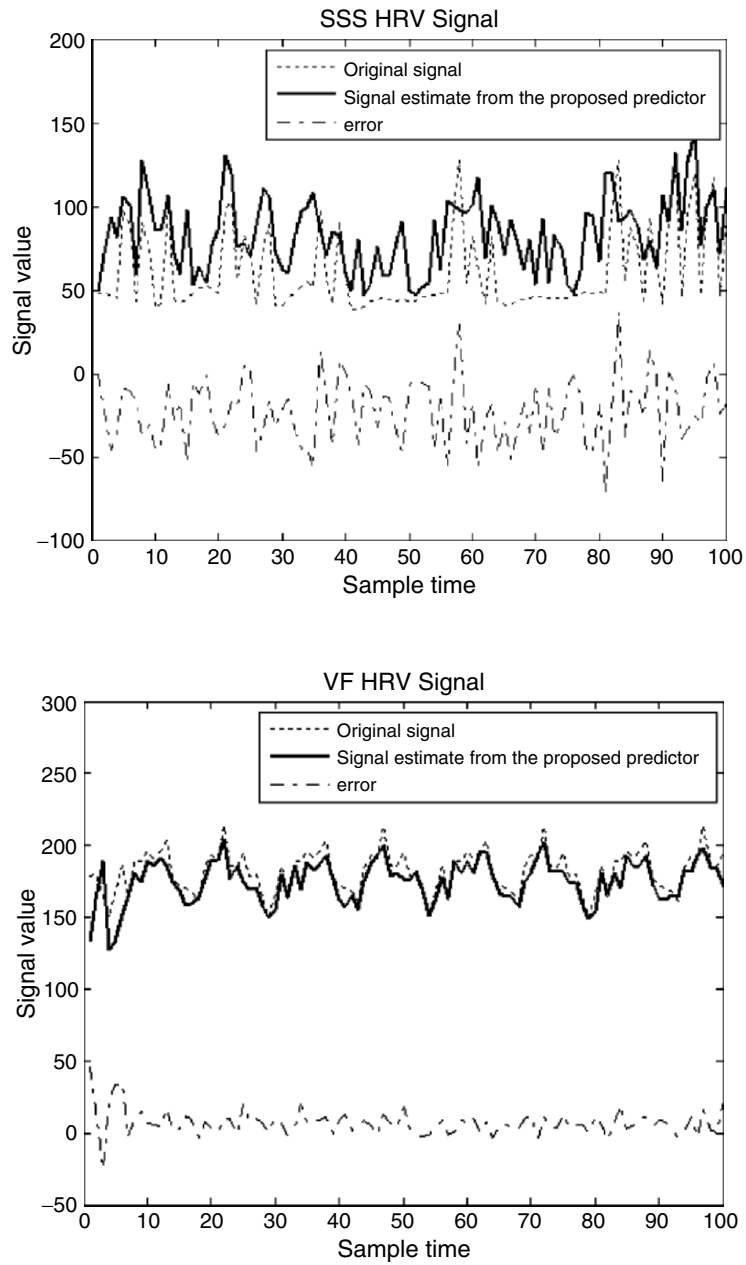 SSS HRV Signal
200
150
100
50
0
−50
−100
Signal value
Original signal
Signal estimate from the proposed predictor
error
0 10 20 30 40 50 60 70 80 90 100
Sample time
VF HRV Signal
300
250
200
150
100
50
0
−50
Signal value
Original signal
Signal estimate from the proposed predictor
error
0 10 20 30 40 50 60 70 80 90 100
Sample time